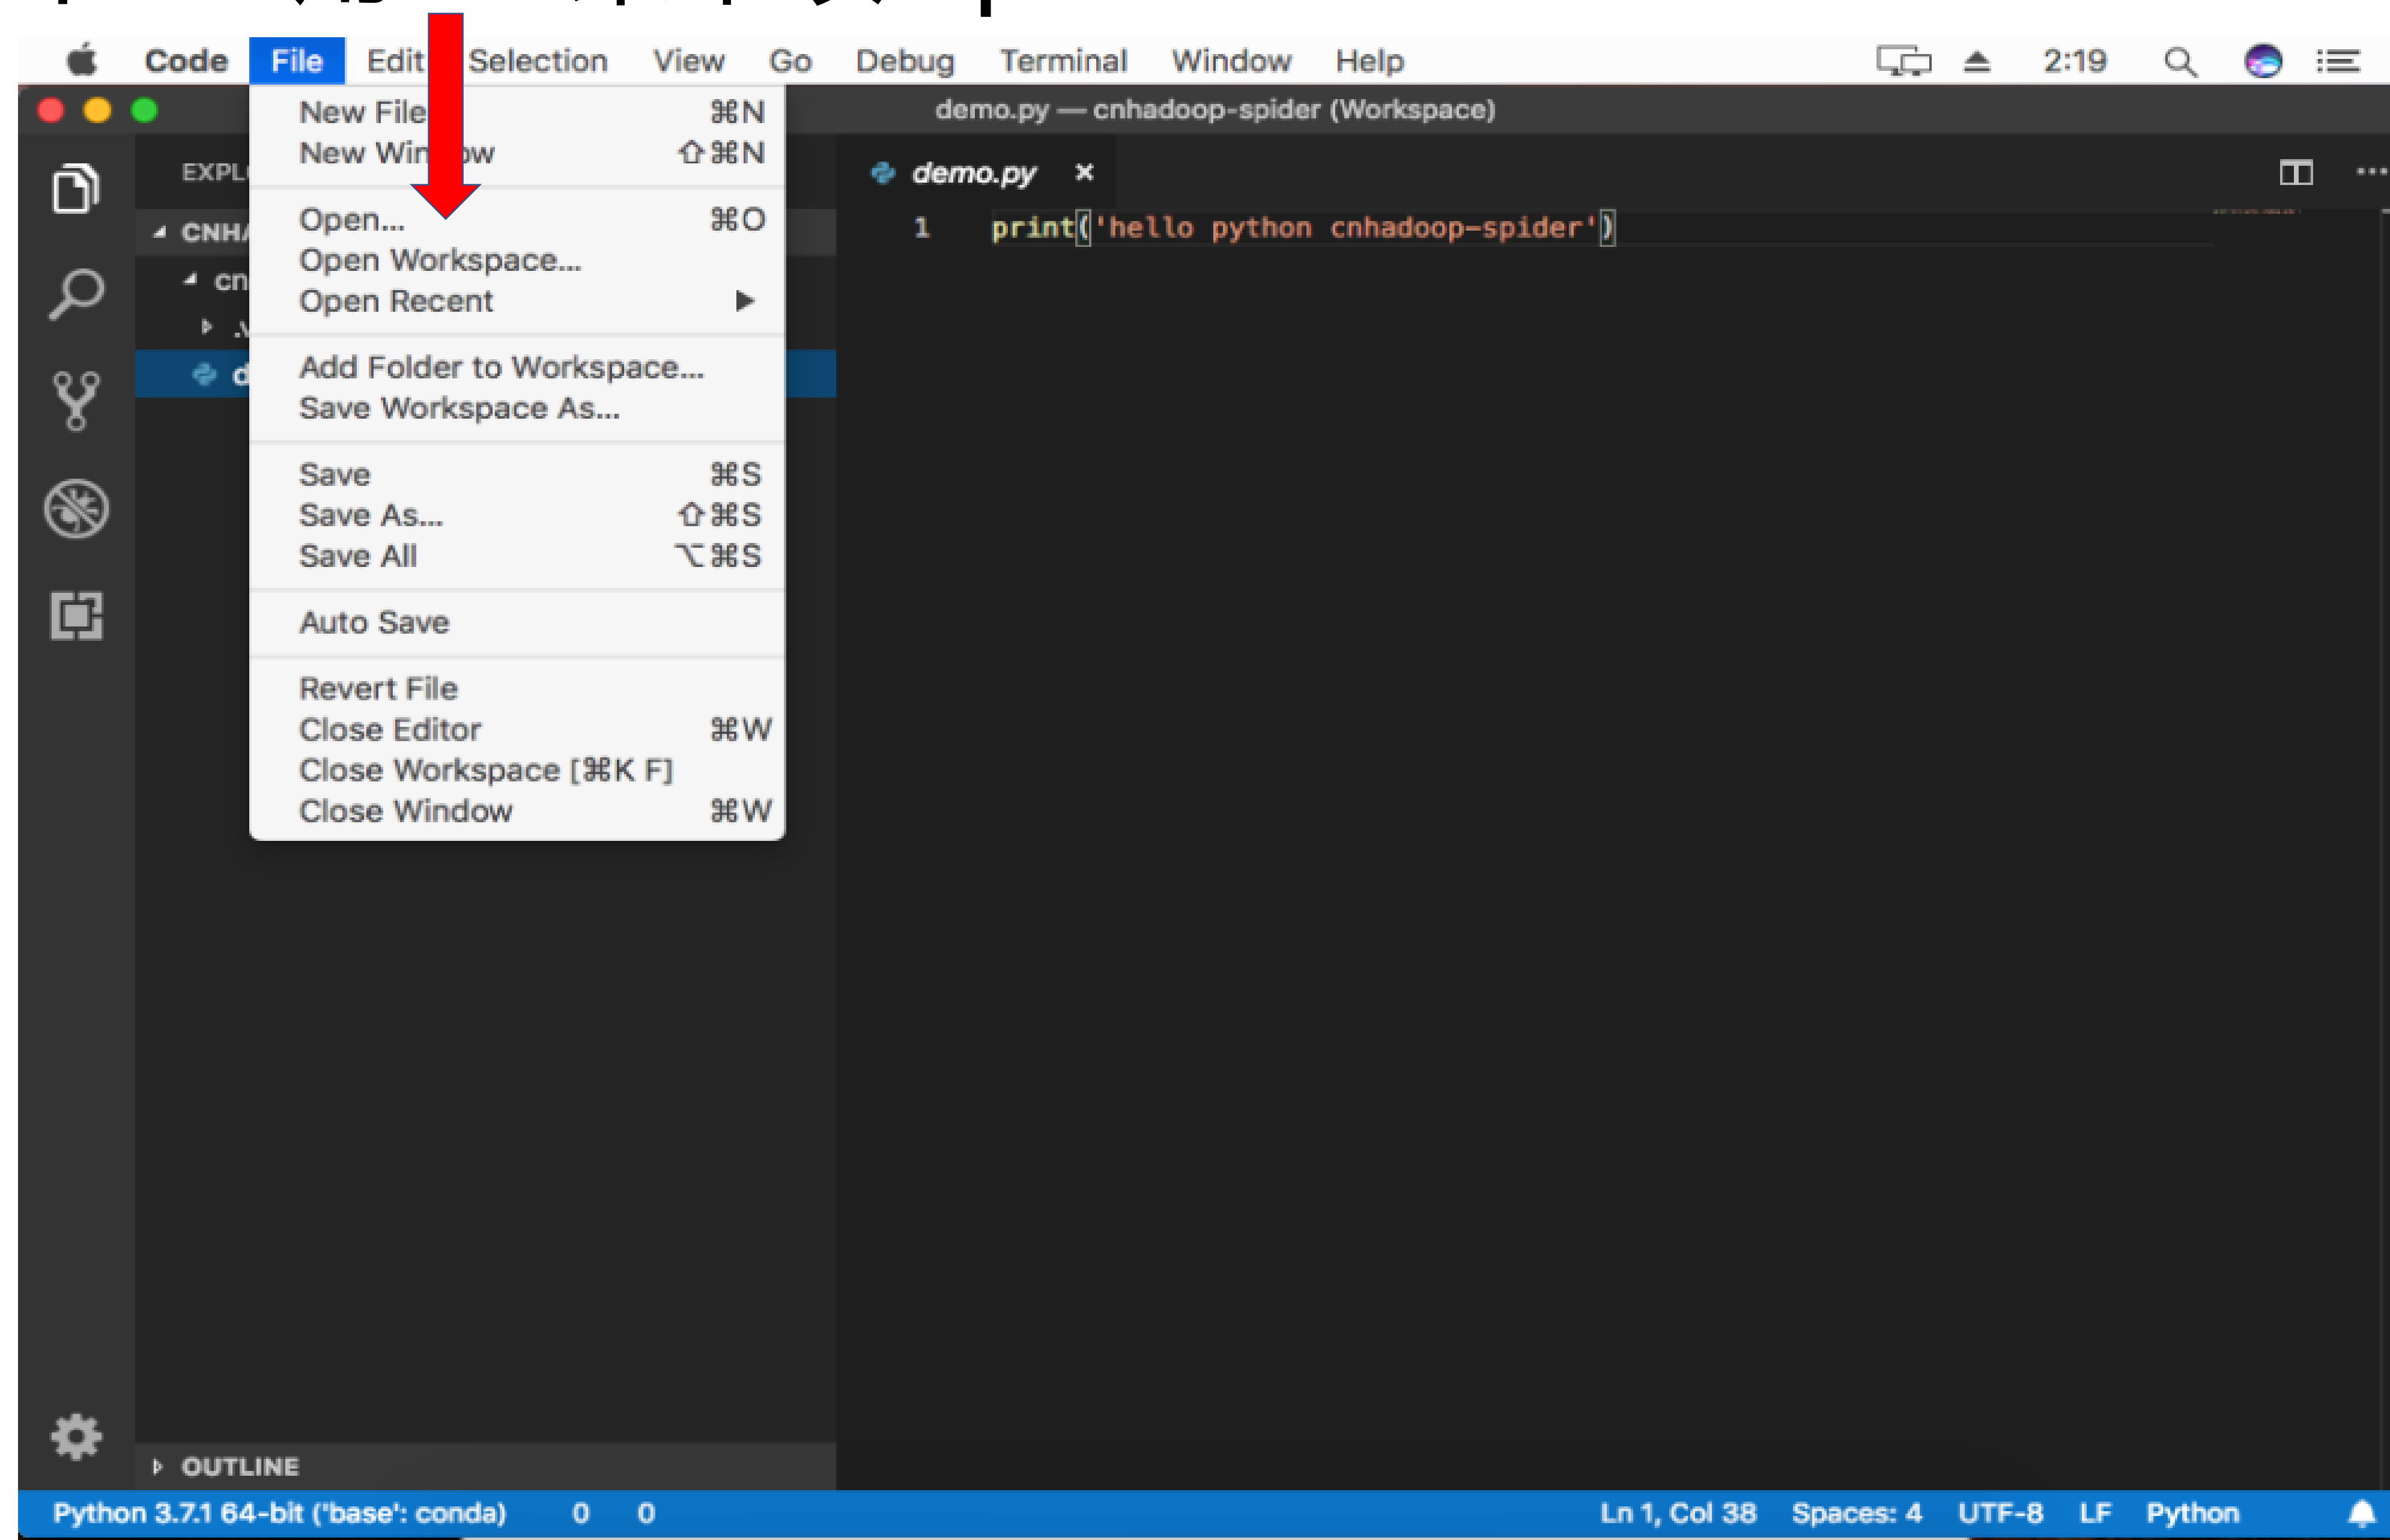 Code File Edit Selection View Go Debug Terminal Window Help 2:19
demo.py — cnhadoop-spider (Workspace)
New File ⌘N
New Window ⇧⌘N
Open... ⌘O
Open Workspace...
Open Recent ▶
Add Folder to Workspace...
Save Workspace As...
Save ⌘S
Save As... ⇧⌘S
Save All ⌥⌘S
Auto Save
Revert File
Close Editor ⌘W
Close Workspace [⌘K F]
Close Window ⌘W
demo.py ×
1 print('hello python cnhadoop-spider')
OUTLINE
Python 3.7.1 64-bit ('base': conda) 0 0 Ln 1, Col 38 Spaces: 4 UTF-8 LF Python